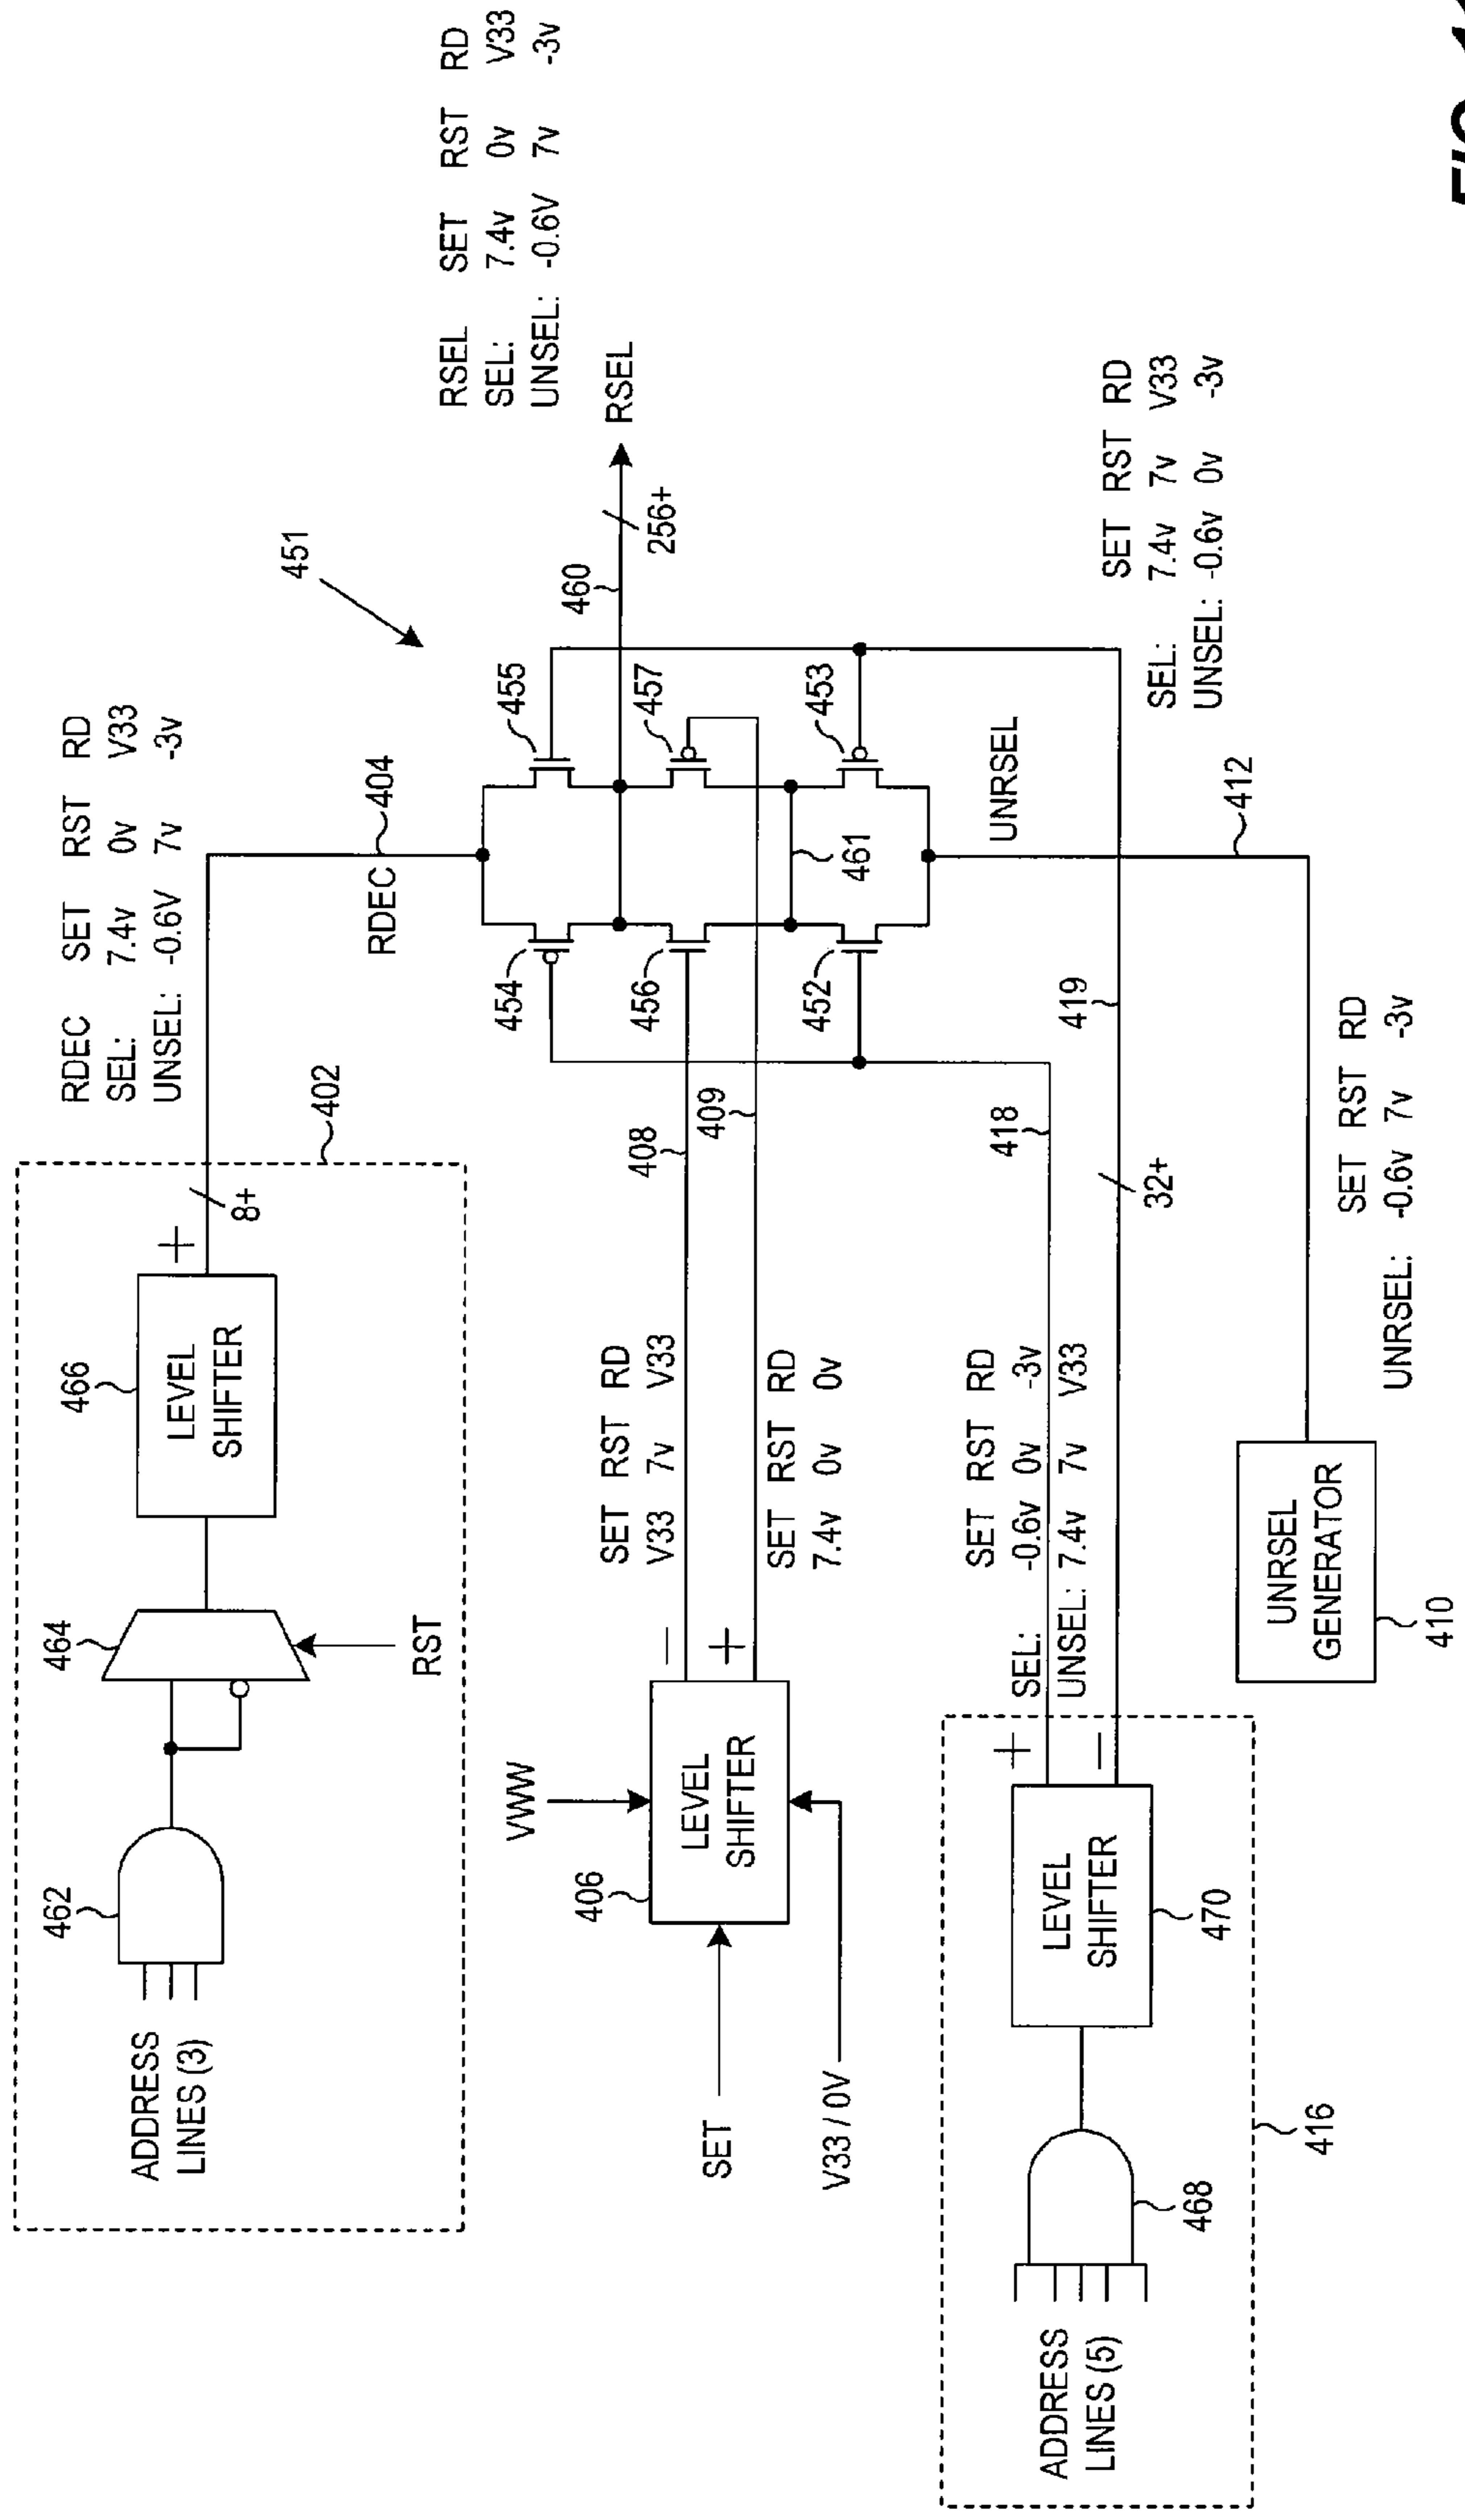 RDEC SET RST RD
SEL: 7.4v 0v V33
UNSEL: -0.6V 7v -3v
402
466
LEVEL
SHIFTER
+
8+
464
462
ADDRESS
LINES (3)
RST
RDEC
404
451
RSEL SET RST RD
SEL: 7.4v 0v V33
UNSEL: -0.6V 7v -3v
RSEL
256+
460
454
455
456
457
452
453
461
UNRSEL
VWW
406
LEVEL
SHIFTER
−
+
SET
V33 / 0V
408
409
SET RST RD
V33 7v V33
SET RST RD
7.4v 0v 0v
418
419
32+
SET RST RD
SEL: -0.6v 0v -3v
UNSEL: 7.4v 7v V33
SET RST RD
SEL: 7.4v 7v V33
UNSEL: -0.6v 0v -3v
+
−
LEVEL
SHIFTER
470
468
ADDRESS
LINES (5)
416
412
UNRSEL
GENERATOR
410
SET RST RD
UNRSEL: -0.6v 7v -3v